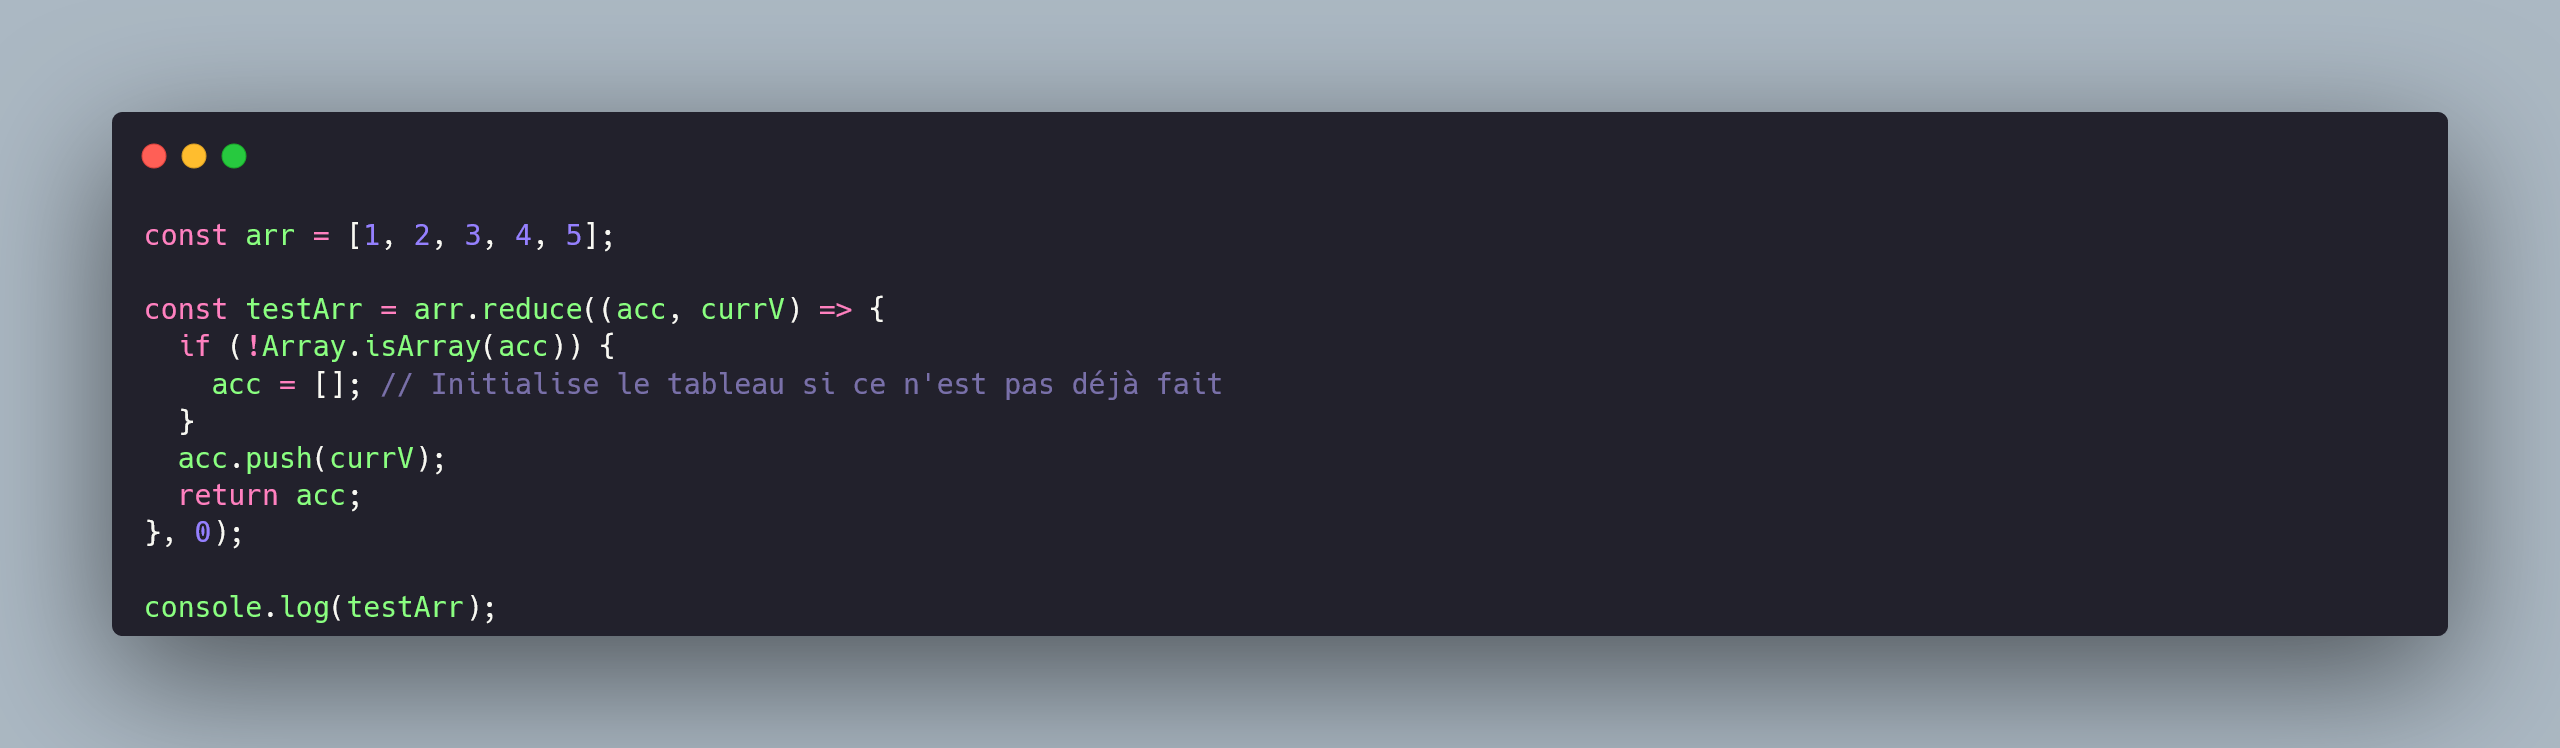 const arr = [1, 2, 3, 4, 5];
const testArr = arr.reduce((acc, currV) => {
if (!Array.isArray(acc)) {
acc = []; // Initialise le tableau si ce n'est pas déjà fait
}
acc.push(currV);
return acc;
}, 0);
console.log(testArr);